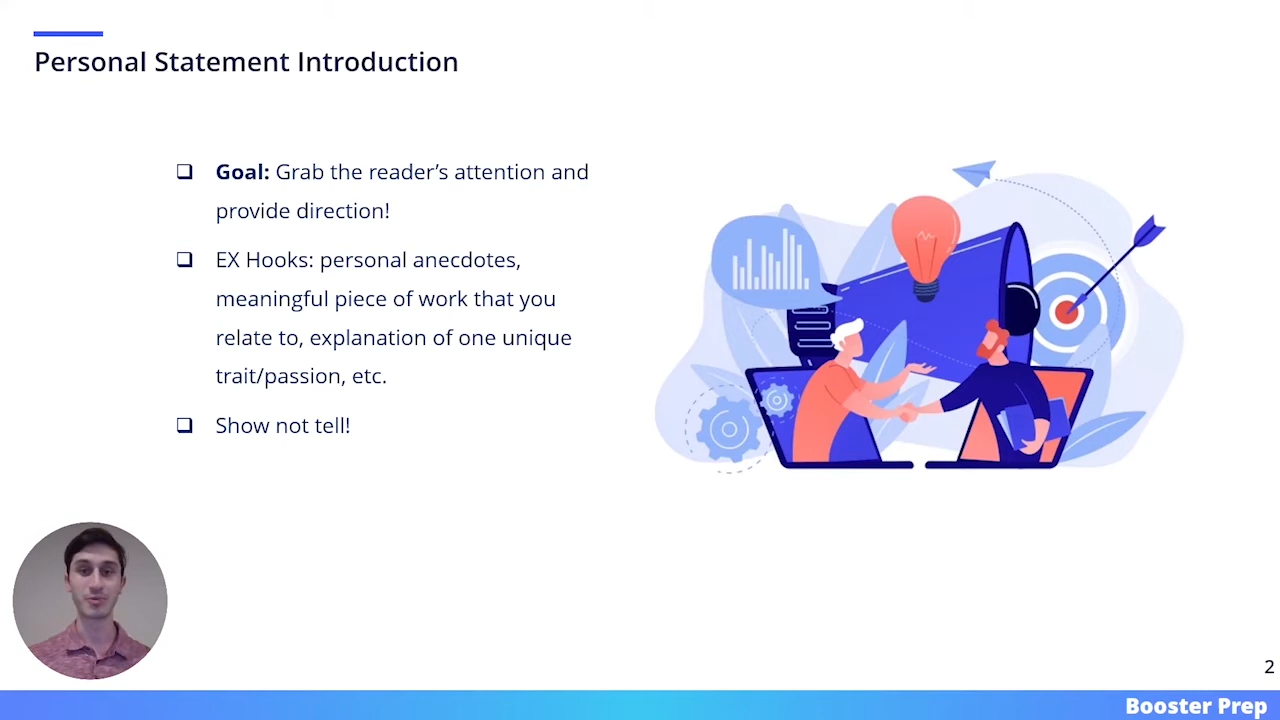 Personal Statement Introduction
Goal: Grab the reader’s attention and
provide direction!
EX Hooks: personal anecdotes,
meaningful piece of work that you
relate to, explanation of one unique
trait/passion, etc.
Show not tell!
2
Booster Prep